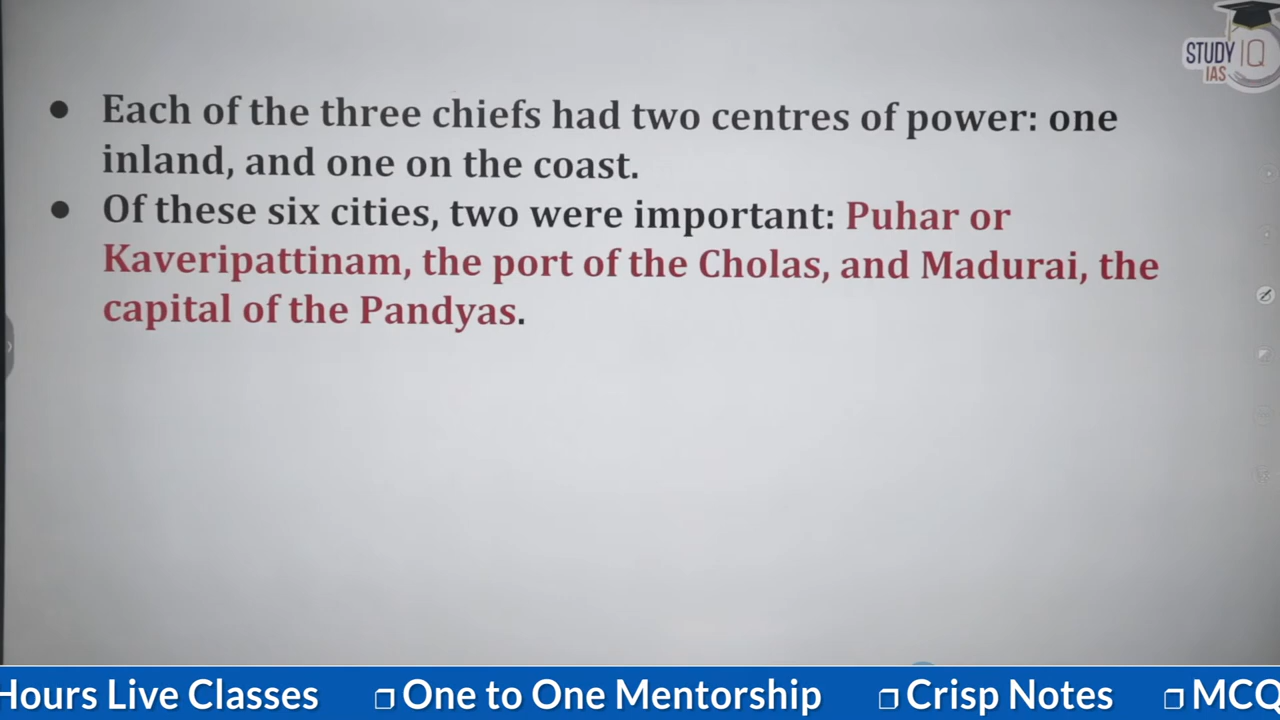 STUDY IQ
IAS
● Each of the three chiefs had two centres of power: one
inland, and one on the coast.
● Of these six cities, two were important: Puhar or
Kaveripattinam, the port of the Cholas, and Madurai, the
capital of the Pandyas.
Hours Live Classes ❐ One to One Mentorship ❐ Crisp Notes ❐ MCQ